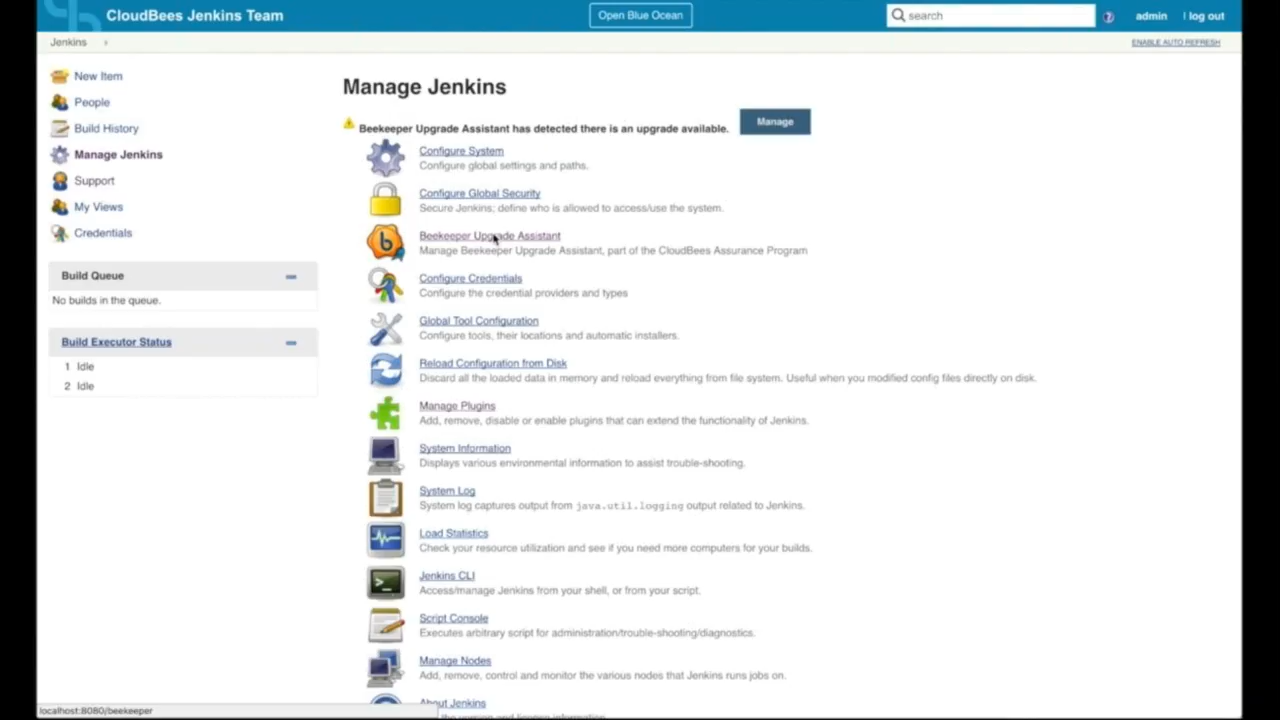 CloudBees Jenkins Team
Open Blue Ocean
search
admin
log out
Jenkins
ENABLE AUTO REFRESH
New Item
People
Build History
Manage Jenkins
Support
My Views
Credentials
Build Queue
No builds in the queue.
Build Executor Status
1 Idle
2 Idle
Manage Jenkins
Beekeeper Upgrade Assistant has detected there is an upgrade available.
Manage
Configure System
Configure global settings and paths.
Configure Global Security
Secure Jenkins; define who is allowed to access/use the system.
Beekeeper Upgrade Assistant
Manage Beekeeper Upgrade Assistant, part of the CloudBees Assurance Program
Configure Credentials
Configure the credential providers and types
Global Tool Configuration
Configure tools, their locations and automatic installers.
Reload Configuration from Disk
Discard all the loaded data in memory and reload everything from file system. Useful when you modified config files directly on disk.
Manage Plugins
Add, remove, disable or enable plugins that can extend the functionality of Jenkins.
System Information
Displays various environmental information to assist trouble-shooting.
System Log
System log captures output from java.util.logging output related to Jenkins.
Load Statistics
Check your resource utilization and see if you need more computers for your builds.
Jenkins CLI
Access/manage Jenkins from your shell, or from your script.
Script Console
Executes arbitrary script for administration/trouble-shooting/diagnostics.
Manage Nodes
Add, remove, control and monitor the various nodes that Jenkins runs jobs on.
About Jenkins
the version and license information.
localhost:8080/beekeeper